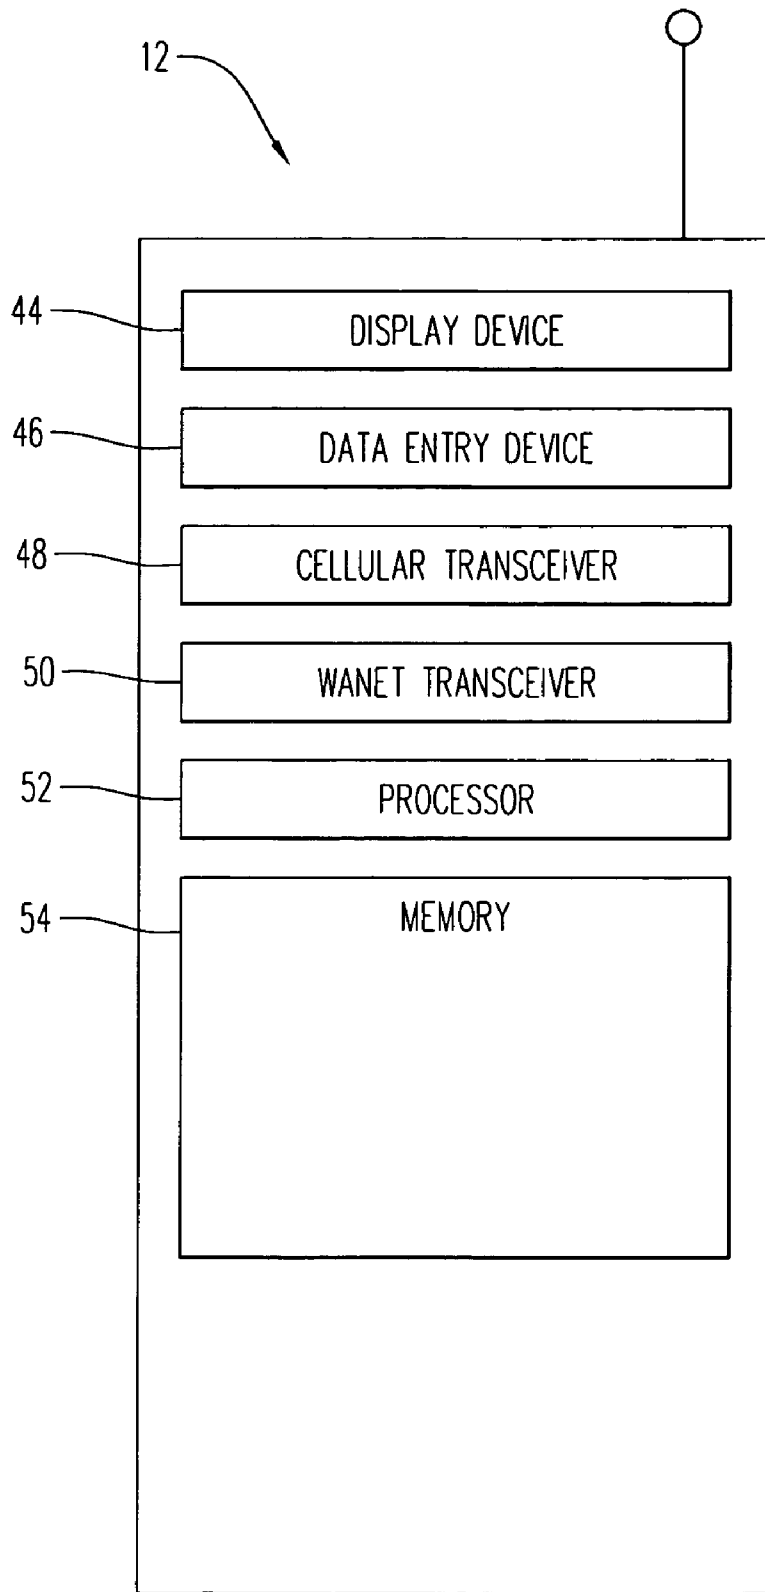 12
44
DISPLAY DEVICE
46
DATA ENTRY DEVICE
48
CELLULAR TRANSCEIVER
50
WANET TRANSCEIVER
52
PROCESSOR
54
MEMORY